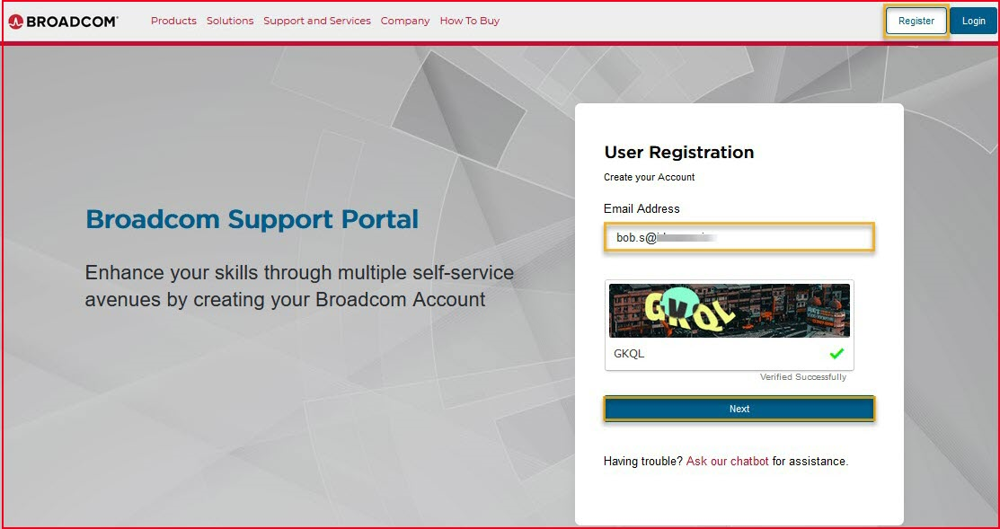 BROADCOM
Products Solutions Support and Services Company How To Buy
Register Login
Broadcom Support Portal
Enhance your skills through multiple self-service
avenues by creating your Broadcom Account
User Registration
Create your Account
Email Address
bob.s@
GKQL
GKQL
Verified Successfully
Next
Having trouble? Ask our chatbot for assistance.